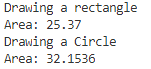 Drawing a rectangle
Area: 25.37
Drawing a Circle
Area: 32.1536